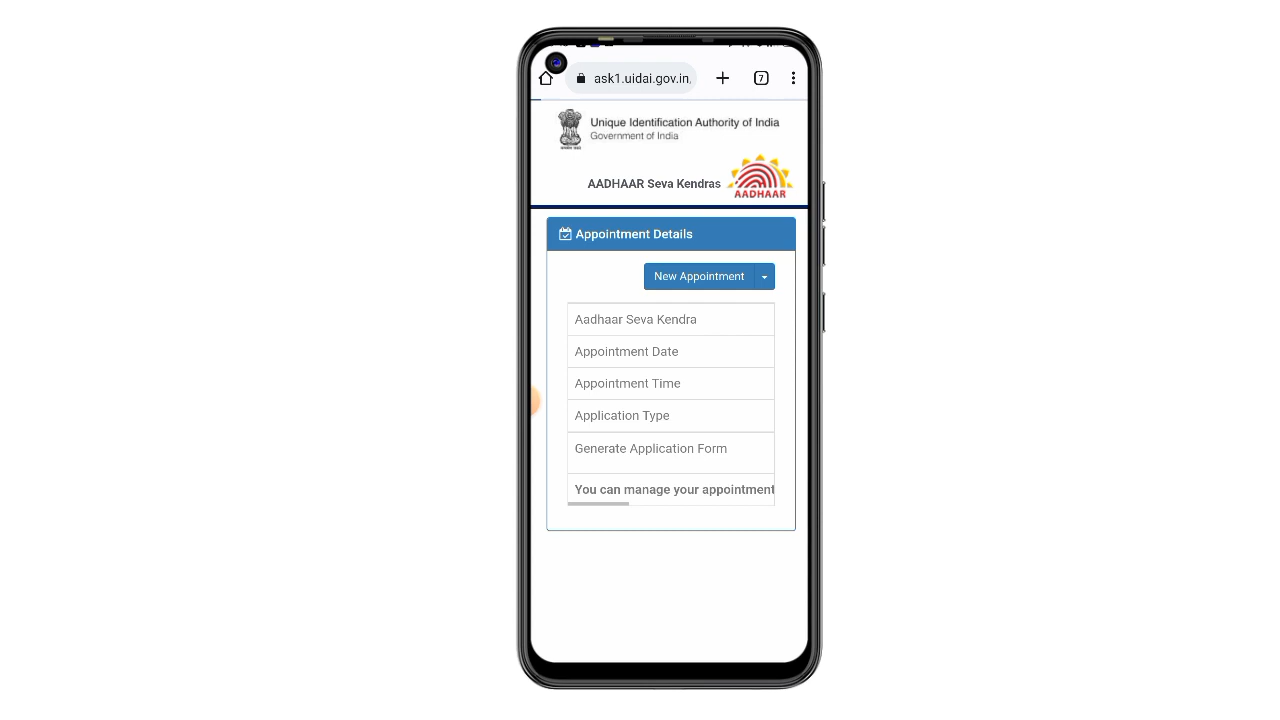 ask1.uidai.gov.in
7
Unique Identification Authority of India
Government of India
AADHAAR Seva Kendras
AADHAAR
Appointment Details
New Appointment
Aadhaar Seva Kendra
Appointment Date
Appointment Time
Application Type
Generate Application Form
You can manage your appointment